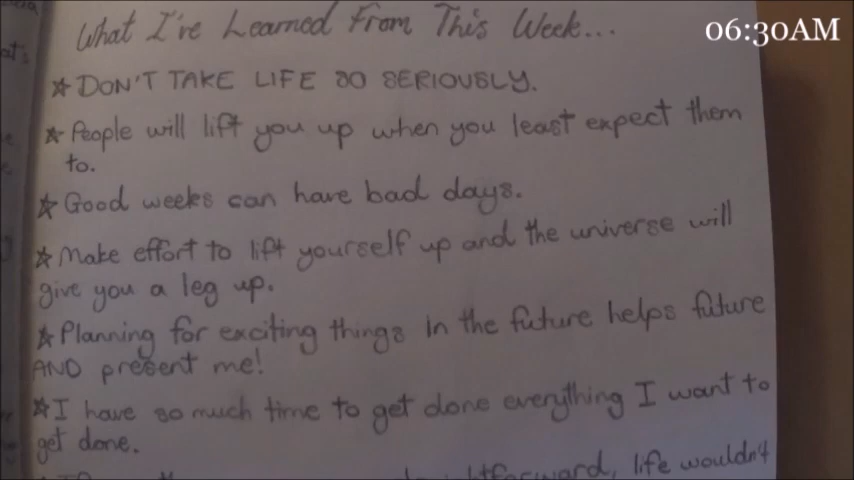 What I've Learned From This Week...
06:30AM
☆ DON'T TAKE LIFE SO SERIOUSLY.
☆ People will lift you up when you least expect them
to.
☆ Good weeks can have bad days.
☆ Make effort to lift yourself up and the universe will
give you a leg up.
☆ Planning for exciting things in the future helps future
AND present me!
☆ I have so much time to get done everything I want to
get done.
life wouldn't